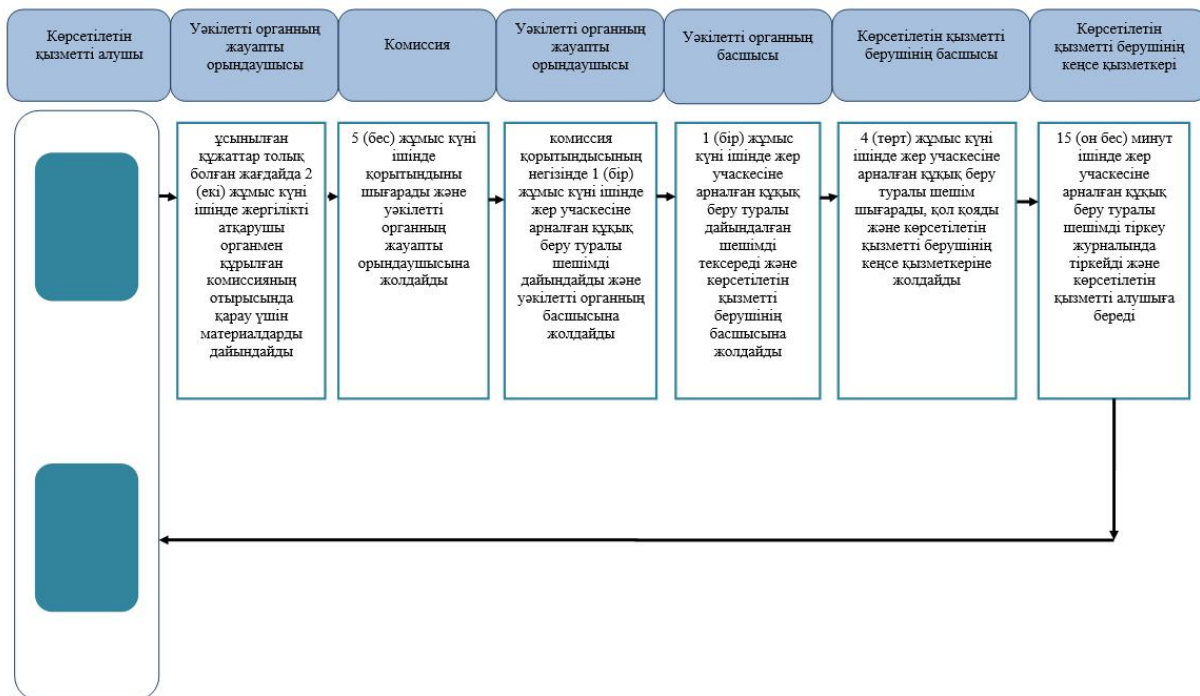 Көрсетілетін
қызметті алушы
Уәкілетті органның
жауапты
орындаушысы
Комиссия
Уәкілетті органның
жауапты
орындаушысы
Уәкілетті органның
басшысы
Көрсетілетін қызметті
берушінің басшысы
Көрсетілетін
қызметті берушінің
кеңсе қызметкері
ұсынылған
құжаттар толық
болған жағдайда 2
(екі) жұмыс күні
ішінде жергілікті
атқарушы
органмен
құрылған
комиссияның
отырысында
қарау үшін
материалдарды
дайындайды
5 (бес) жұмыс күні
ішінде
қорытындыны
шығарады және
уәкілетті
органның
жауапты
орындаушысына
жолдайды
комиссия
қорытындысының
негізінде 1 (бір)
жұмыс күні ішінде
жер учаскесіне
арналған құқық
беру туралы
шешімді
дайындайды және
уәкілетті органның
басшысына
жолдайды
1 (бір) жұмыс
күні ішінде жер
учаскесіне
арналған құқық
беру туралы
дайындалған
шешімді
тексереді және
көрсетілетін
қызметті
берушінің
басшысына
жолдайды
4 (төрт) жұмыс күні
ішінде жер учаскесіне
арналған құқық беру
туралы шешім
шығарады, қол қояды
және көрсетілетін
қызметті берушінің
кеңсе қызметкеріне
жолдайды
15 (он бес) минут
ішінде жер
учаскесіне
арналған құқық
беру туралы
шешімді тіркеу
журналында
тіркейді және
көрсетілетін
қызметті алушыға
береді